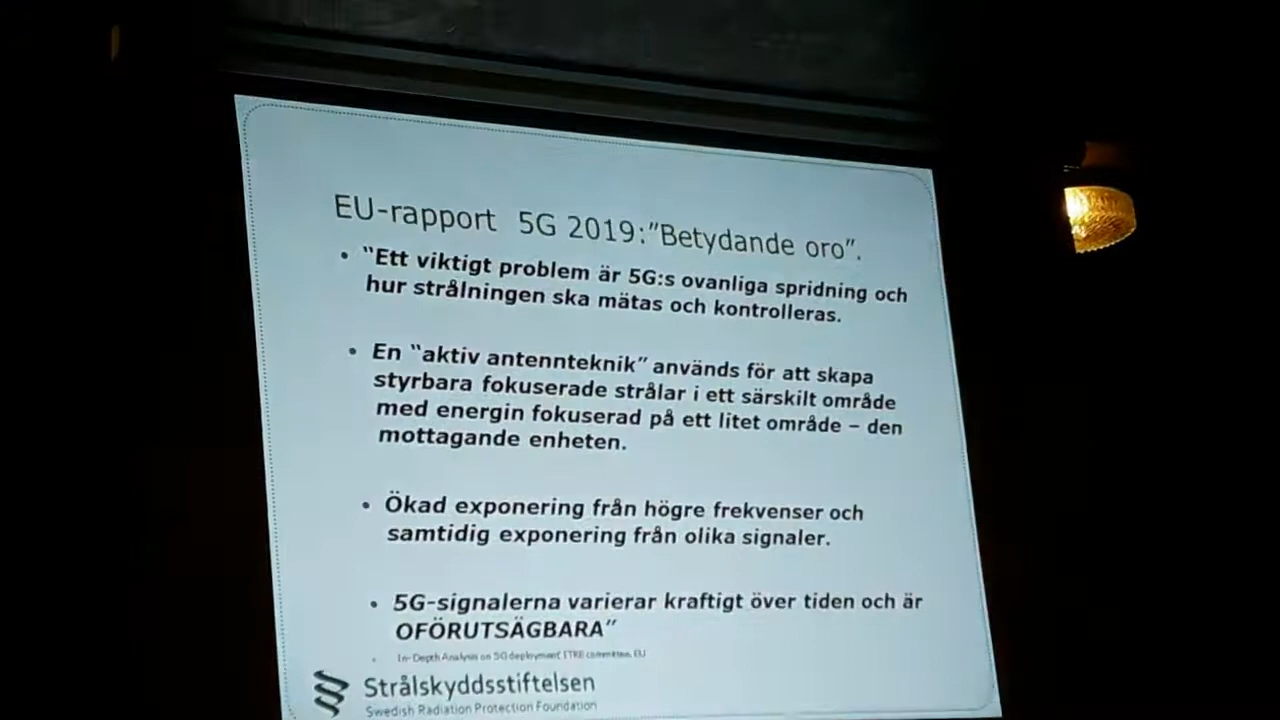 EU-rapport 5G 2019:"Betydande oro".
• "Ett viktigt problem är 5G:s ovanliga spridning och
hur strålningen ska mätas och kontrolleras.
• En "aktiv antennteknik" används för att skapa
styrbara fokuserade strålar i ett särskilt område
med energin fokuserad på ett litet område – den
mottagande enheten.
• Ökad exponering från högre frekvenser och
samtidig exponering från olika signaler.
• 5G-signalerna varierar kraftigt över tiden och är
OFÖRUTSÄGBARA"
• In-Depth Analysis on 5G deployment, ITRE committee, EU
Strålskyddsstiftelsen
Swedish Radiation Protection Foundation